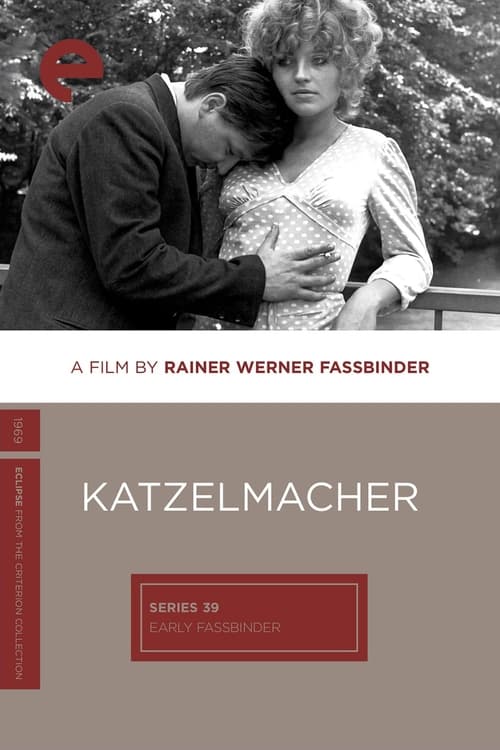 e
A FILM BY RAINER WERNER FASSBINDER
1969
ECLIPSE FROM THE CRITERION COLLECTION
KATZELMACHER
SERIES 39
EARLY FASSBINDER